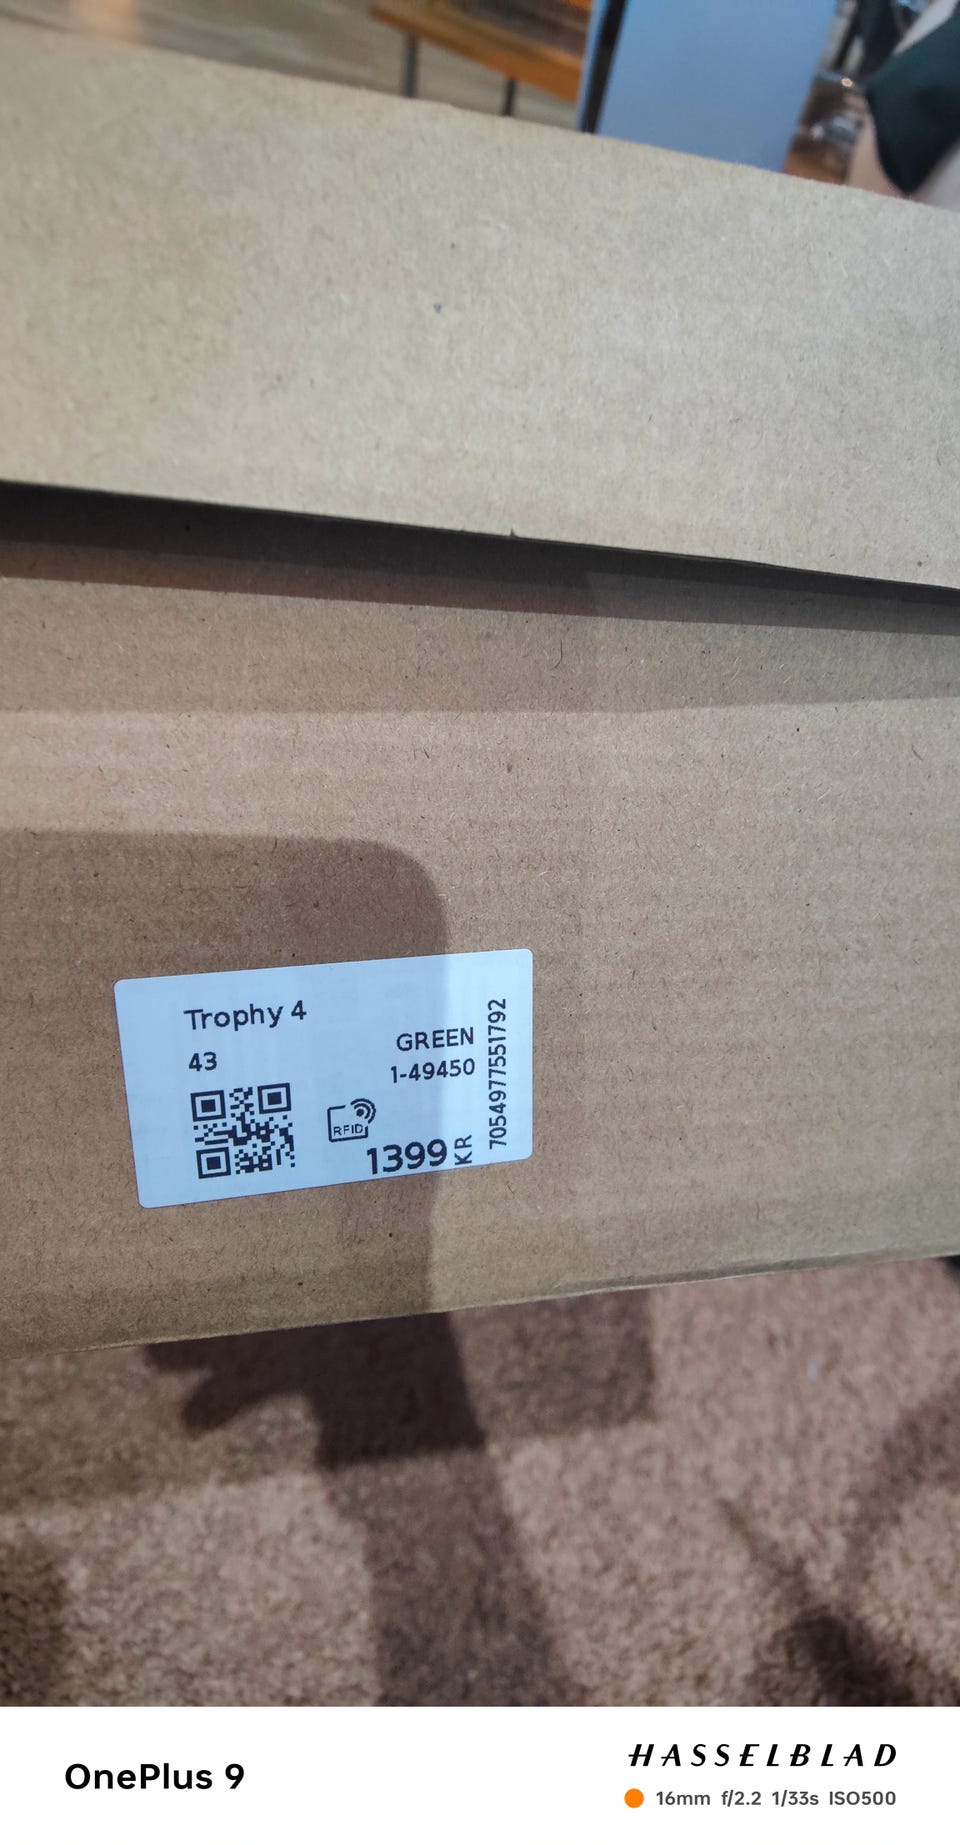 Trophy 4
43
GREEN
1-49450
RFID
1399 KR
7054977551792
OnePlus 9
HASSELBLAD
16mm f/2.2 1/33s ISO500